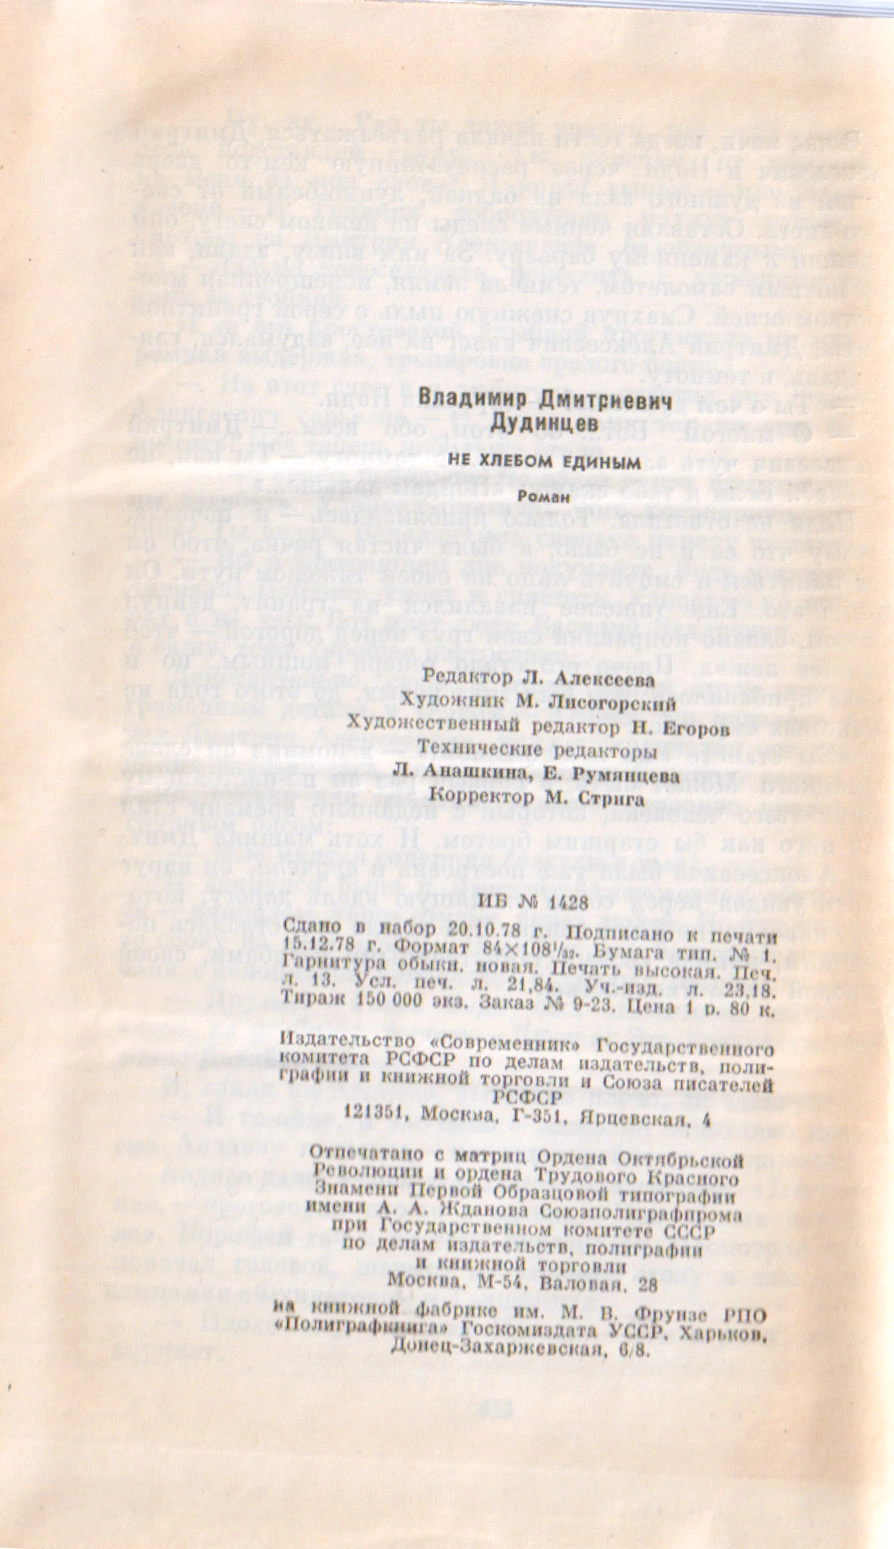 Владимир Дмитриевич
Дудинцев
НЕ ХЛЕБОМ ЕДИНЫМ
Роман
Редактор Л. Алексеева
Художник М. Лисогорский
Художественный редактор Н. Егоров
Технические редакторы
Л. Анашкина, Е. Румянцева
Корректор М. Стрига
ИБ № 1428
Сдано в набор 20.10.78 г. Подписано к печати
15.12.78 г. Формат 84×108¹/₃₂. Бумага тип. № 1.
Гарнитура обыкн. новая. Печать высокая. Печ.
л. 13. Усл. печ. л. 21,84. Уч.-изд. л. 23,18.
Тираж 150 000 экз. Заказ № 9-23. Цена 1 р. 80 к.
Издательство «Современник» Государственного
комитета РСФСР по делам издательств, поли-
графии и книжной торговли и Союза писателей
РСФСР
121351, Москва, Г-351, Ярцевская, 4
Отпечатано с матриц Ордена Октябрьской
Революции и ордена Трудового Красного
Знамени Первой Образцовой типографии
имени А. А. Жданова Союзполиграфпрома
при Государственном комитете СССР
по делам издательств, полиграфии
и книжной торговли
Москва, М-54, Валовая, 28
на книжной фабрике им. М. В. Фрунзе РПО
«Полиграфкнига» Госкомиздата УССР, Харьков,
Донец-Захаржевская, 6/8.